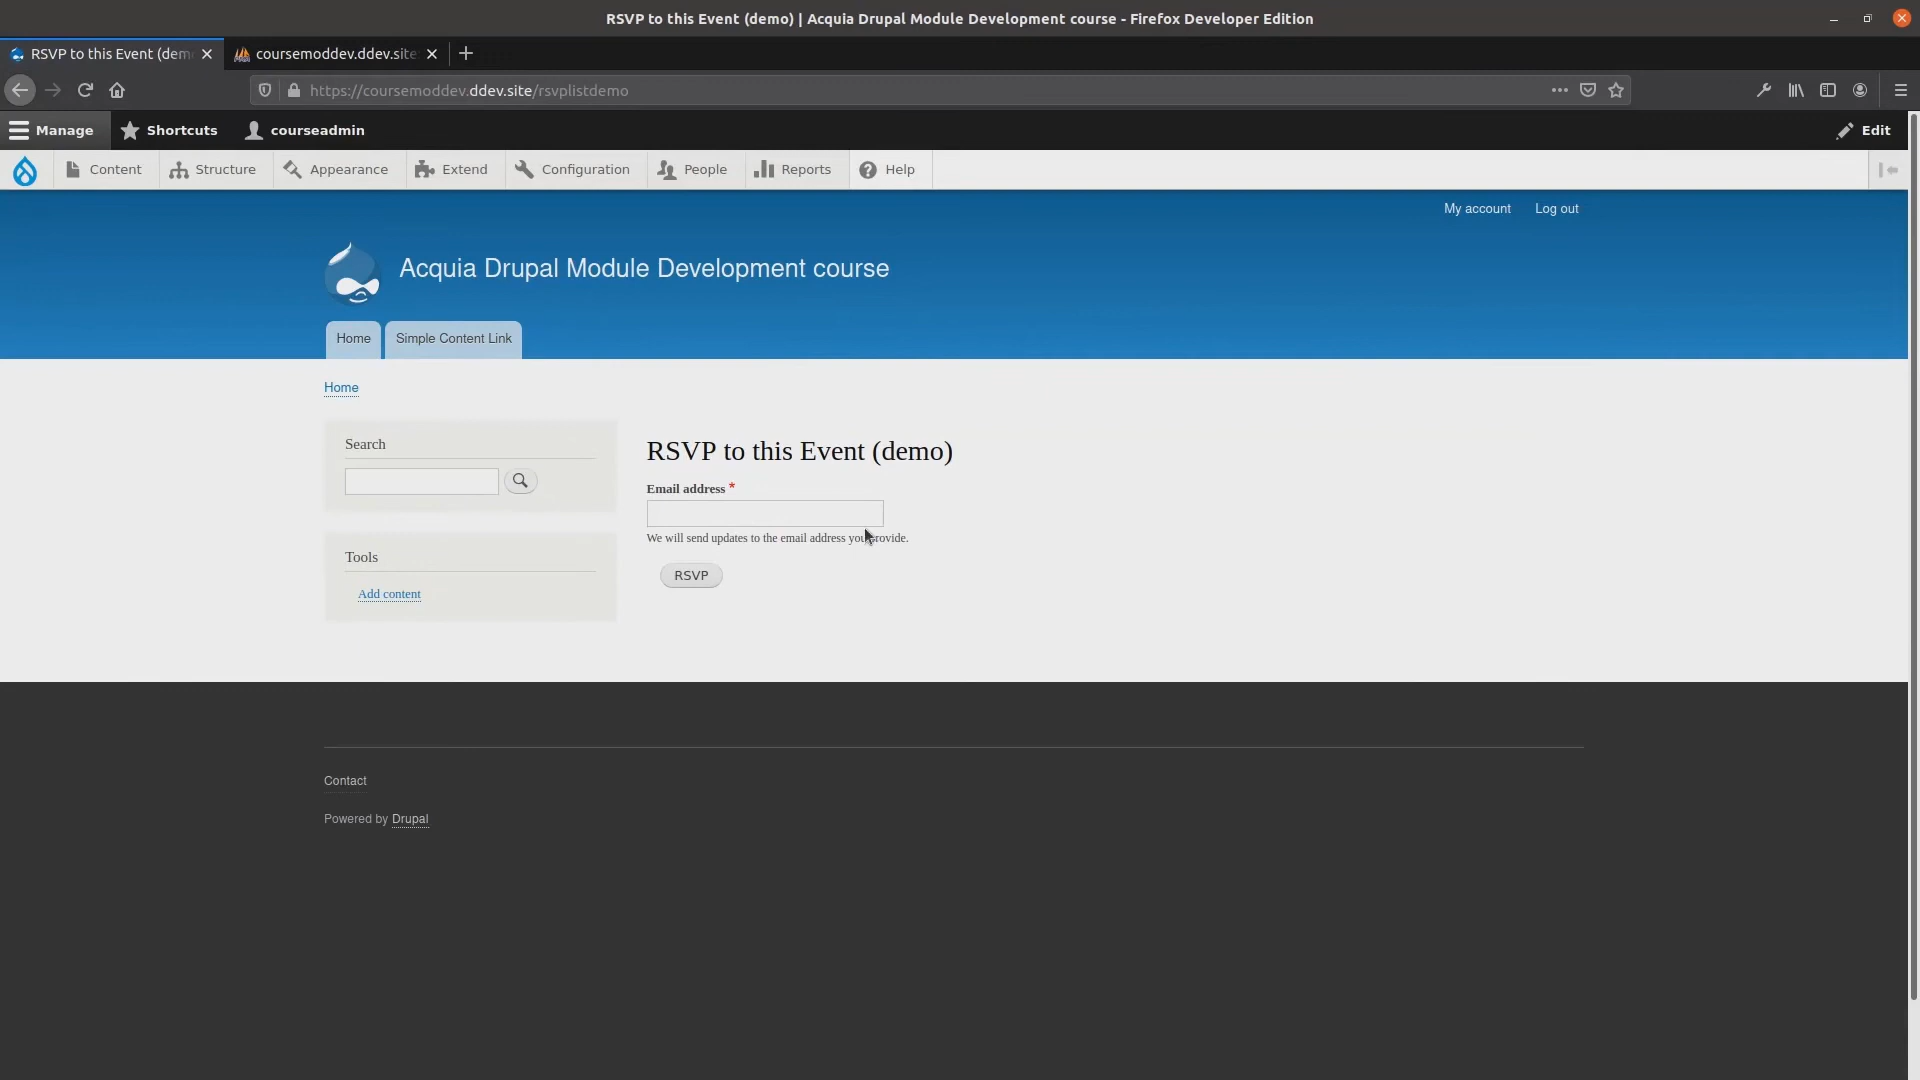 RSVP to this Event (demo) | Acquia Drupal Module Development course - Firefox Developer Edition
RSVP to this Event (dem
coursemoddev.ddev.site
https://coursemoddev.ddev.site/rsvplistdemo
Manage
Shortcuts
courseadmin
Edit
Content
Structure
Appearance
Extend
Configuration
People
Reports
Help
My account
Log out
Acquia Drupal Module Development course
Home
Simple Content Link
Home
Search
RSVP to this Event (demo)
Email address *
We will send updates to the email address you provide.
RSVP
Tools
Add content
Contact
Powered by Drupal